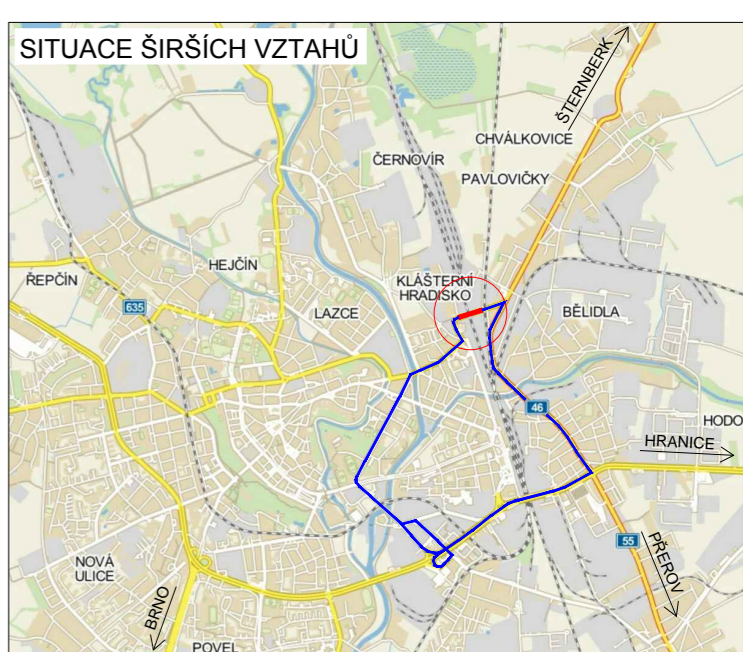 SITUACE ŠIRŠÍCH VZTAHŮ
ŠTERNBERK
CHVÁLKOVICE
ČERNOVÍR
PAVLOVIČKY
ŘEPČÍN
HEJČÍN
KLÁŠTERNÍ
HRADISKO
635
LAZCE
BĚLIDLA
46
HODO
HRANICE
55
PŘEROV
NOVÁ
ULICE
BRNO
POVEL